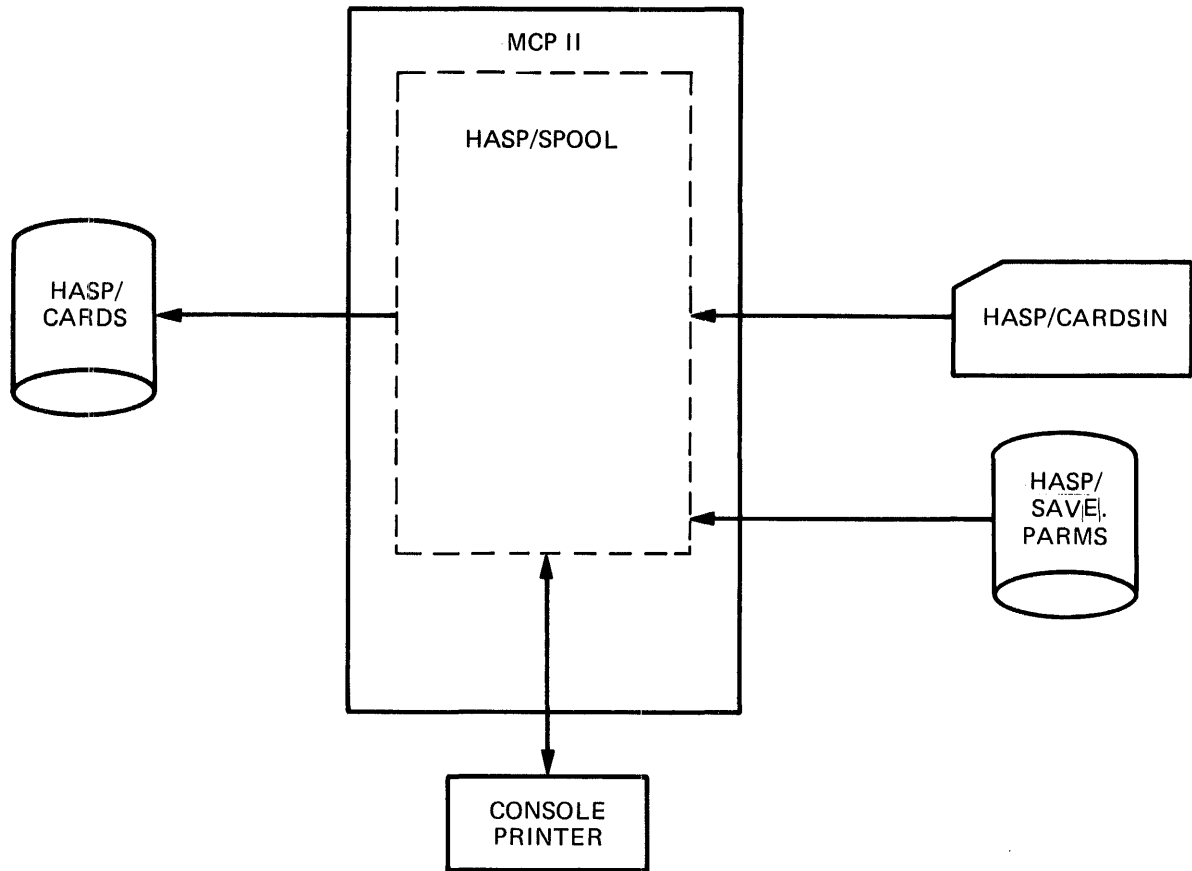 MCP II
HASP/SPOOL
HASP/
CARDS
HASP/CARDSIN
HASP/
SAVE.
PARMS
CONSOLE
PRINTER